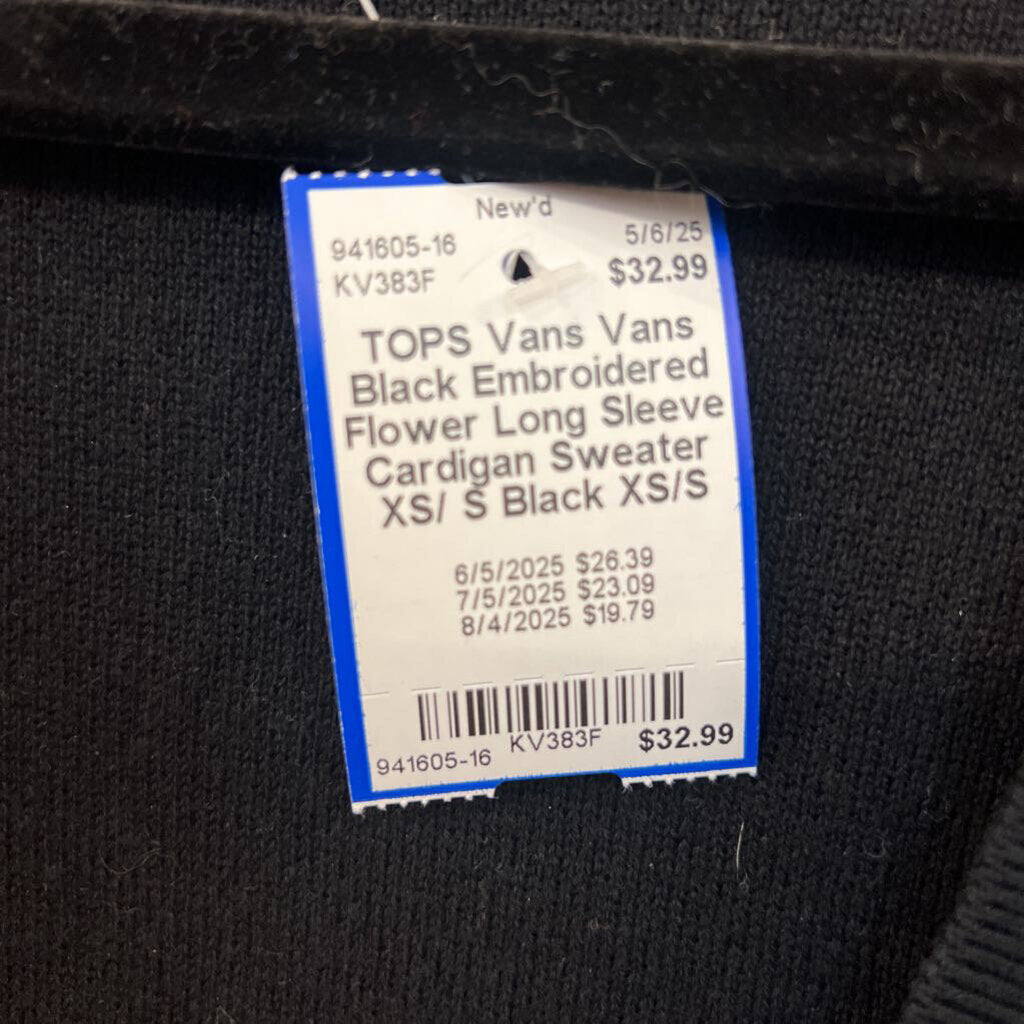 New'd
941605-16 5/6/25
KV383F $32.99
TOPS Vans Vans
Black Embroidered
Flower Long Sleeve
Cardigan Sweater
XS/ S Black XS/S
6/5/2025 $26.39
7/5/2025 $23.09
8/4/2025 $19.79
941605-16 KV383F $32.99